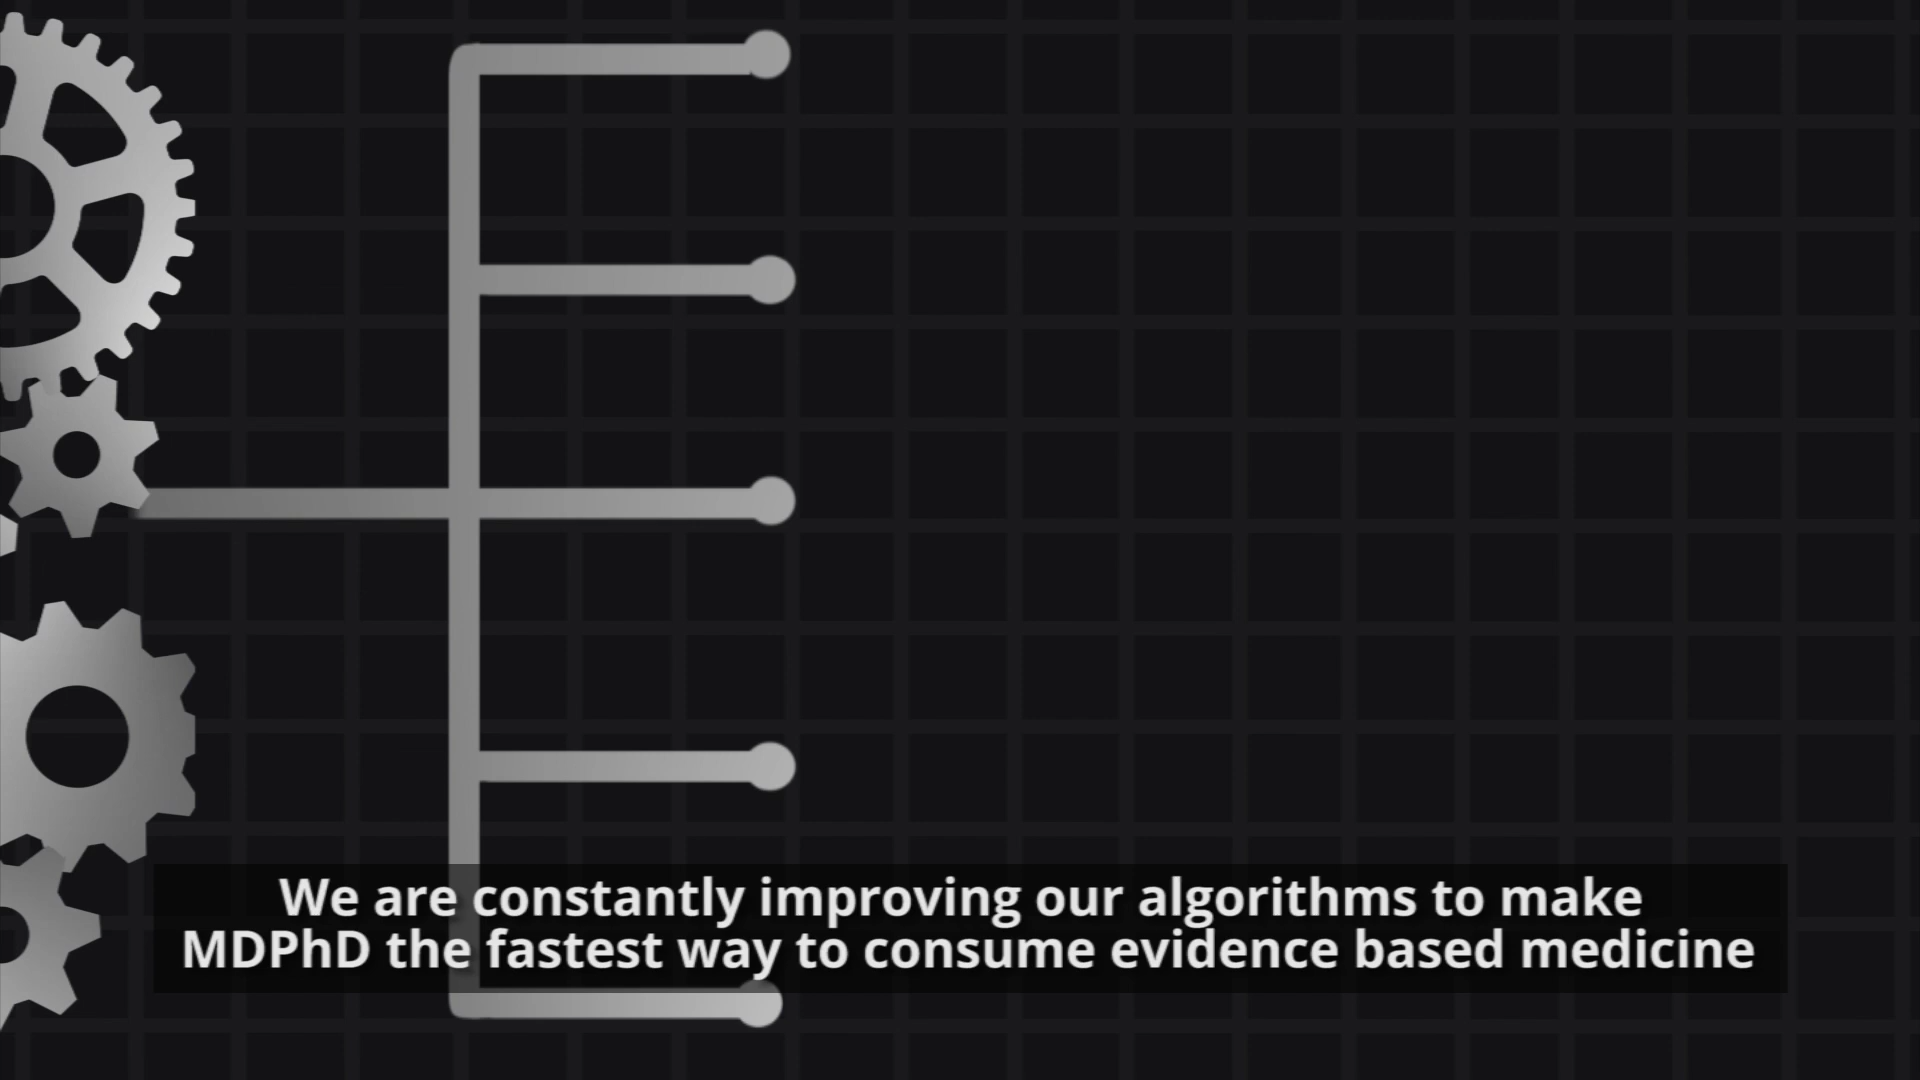 We are constantly improving our algorithms to make
MDPhD the fastest way to consume evidence based medicine